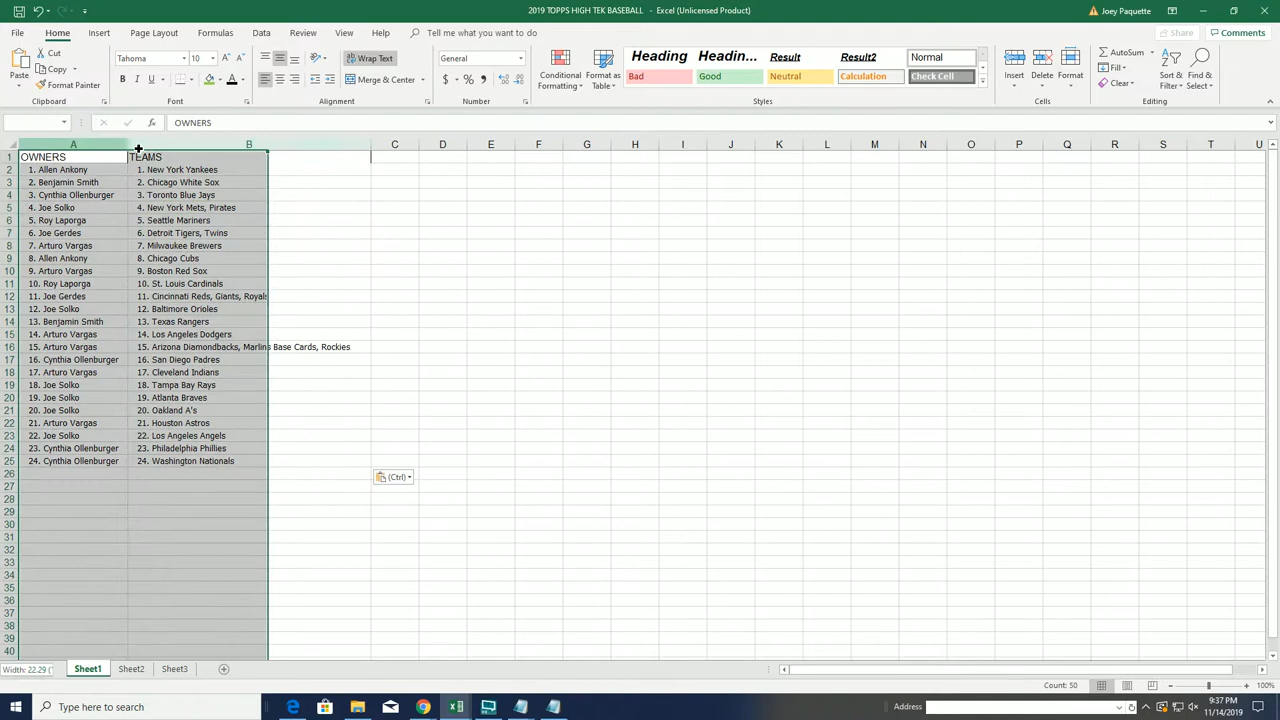 2019 TOPPS HIGH TEK BASEBALL - Excel (Unlicensed Product) Joey Paquette
File Home Insert Page Layout Formulas Data Review View Help Tell me what you want to do Share Comments
Paste Cut Copy Format Painter Clipboard
Tahoma 10 Font
Wrap Text Merge & Center Alignment
General Number
Conditional Formatting Format as Table
Heading Headin... Result Result2 Normal
Bad Good Neutral Calculation Check Cell
Styles
Insert Delete Format Cells
AutoSum Fill Clear Sort & Filter Find & Select Editing
OWNERS
A B C D E F G H I J K L M N O P Q R S T U
1 OWNERS TEAMS
2 1. Allen Ankony 1. New York Yankees
3 2. Benjamin Smith 2. Chicago White Sox
4 3. Cynthia Ollenburger 3. Toronto Blue Jays
5 4. Joe Solko 4. New York Mets, Pirates
6 5. Roy Laporga 5. Seattle Mariners
7 6. Joe Gerdes 6. Detroit Tigers, Twins
8 7. Arturo Vargas 7. Milwaukee Brewers
9 8. Allen Ankony 8. Chicago Cubs
10 9. Arturo Vargas 9. Boston Red Sox
11 10. Roy Laporga 10. St. Louis Cardinals
12 11. Joe Gerdes 11. Cincinnati Reds, Giants, Royals
13 12. Joe Solko 12. Baltimore Orioles
14 13. Benjamin Smith 13. Texas Rangers
15 14. Arturo Vargas 14. Los Angeles Dodgers
16 15. Arturo Vargas 15. Arizona Diamondbacks, Marlins Base Cards, Rockies
17 16. Cynthia Ollenburger 16. San Diego Padres
18 17. Arturo Vargas 17. Cleveland Indians
19 18. Joe Solko 18. Tampa Bay Rays
20 19. Joe Solko 19. Atlanta Braves
21 20. Joe Solko 20. Oakland A's
22 21. Arturo Vargas 21. Houston Astros
23 22. Joe Solko 22. Los Angeles Angels
24 23. Cynthia Ollenburger 23. Philadelphia Phillies
25 24. Cynthia Ollenburger 24. Washington Nationals
26 (Ctrl)
27
28
29
30
31
32
33
34
35
36
37
38
39
40
Width: 22.29 ( Sheet1 Sheet2 Sheet3
Count: 50 100%
Type here to search Address 9:37 PM
11/14/2019